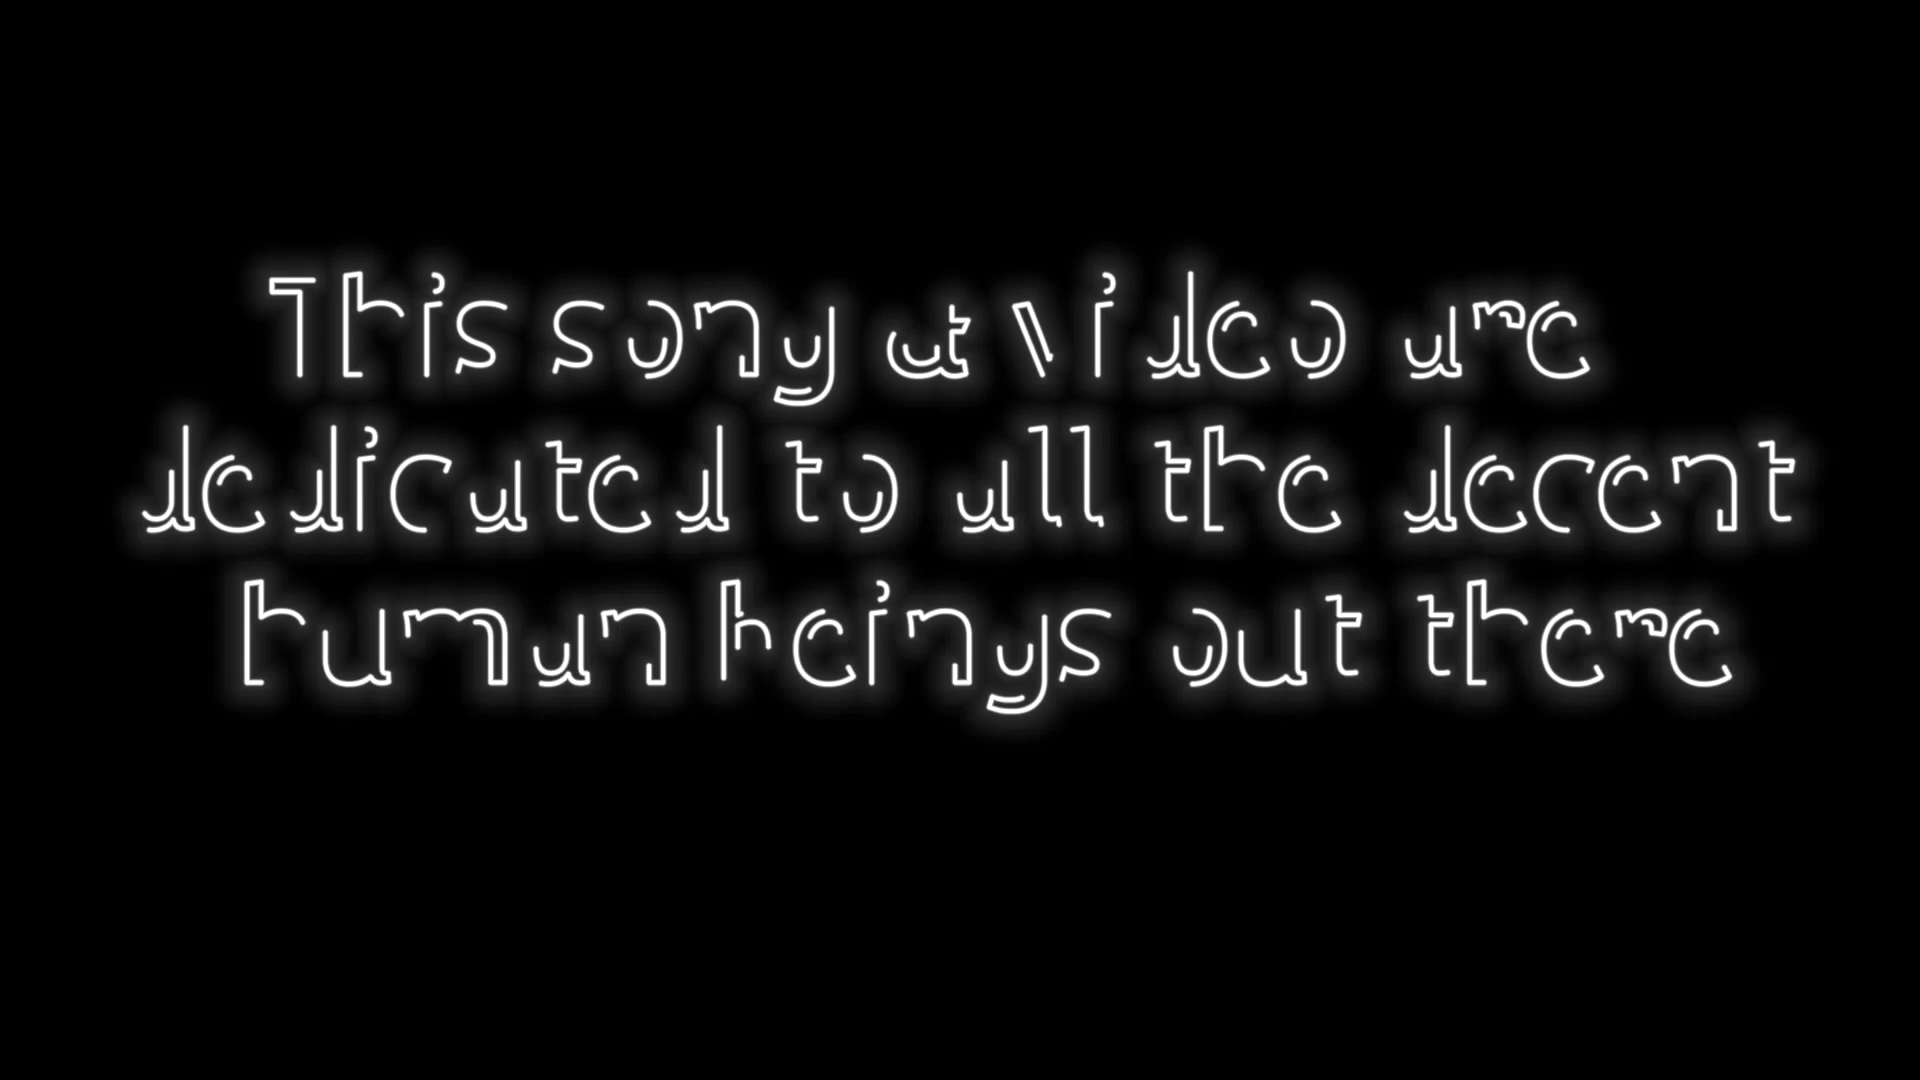 This song & Video are
dedicated to all the decent
human beings out there